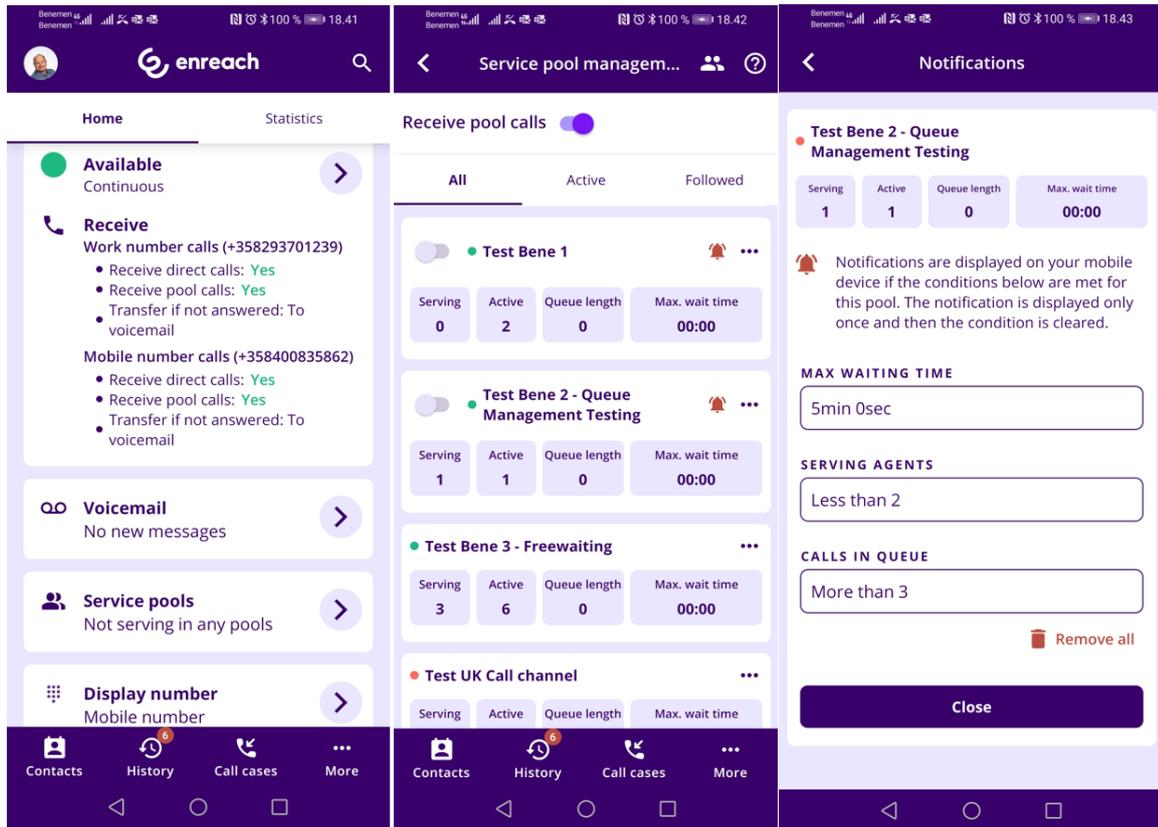 Benemen 4G 100 % 18.41
Benemen
enreach
Home Statistics
Available
Continuous
Receive
Work number calls (+358293701239)
Receive direct calls: Yes
Receive pool calls: Yes
Transfer if not answered: To
voicemail
Mobile number calls (+358400835862)
Receive direct calls: Yes
Receive pool calls: Yes
Transfer if not answered: To
voicemail
Voicemail
No new messages
Service pools
Not serving in any pools
Display number
Mobile number
6
Contacts History Call cases More
Benemen 100 % 18.42
Benemen
Service pool managem...
Receive pool calls
All Active Followed
Test Bene 1
Serving Active Queue length Max. wait time
0 2 0 00:00
Test Bene 2 - Queue
Management Testing
Serving Active Queue length Max. wait time
1 1 0 00:00
Test Bene 3 - Freewaiting
Serving Active Queue length Max. wait time
3 6 0 00:00
Test UK Call channel
Serving Active Queue length Max. wait time
6
Contacts History Call cases More
Benemen 100 % 18.43
Benemen
Notifications
Test Bene 2 - Queue
Management Testing
Serving Active Queue length Max. wait time
1 1 0 00:00
Notifications are displayed on your mobile
device if the conditions below are met for
this pool. The notification is displayed only
once and then the condition is cleared.
MAX WAITING TIME
5min 0sec
SERVING AGENTS
Less than 2
CALLS IN QUEUE
More than 3
Remove all
Close